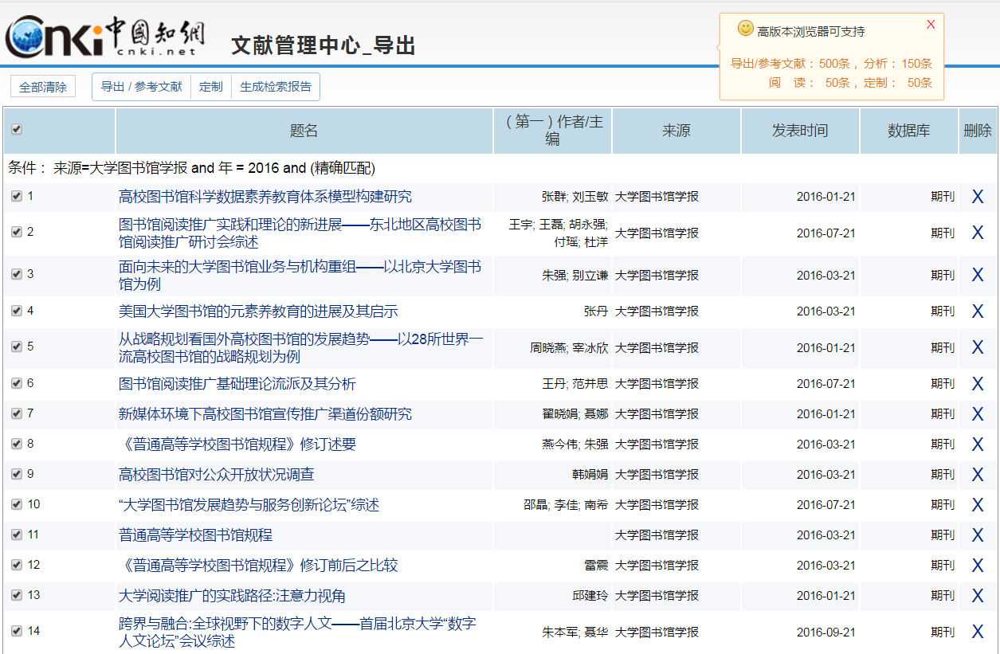 Cnki中國知網
cnki.net
文献管理中心_导出
高版本浏览器可支持
X
导出/参考文献：500条，分析：150条
阅 读： 50条，定制： 50条
全部清除 导出 / 参考文献 定制 生成检索报告
题名 （第一）作者/主编 来源 发表时间 数据库 删除
条件： 来源=大学图书馆学报 and 年 = 2016 and (精确匹配)
1 高校图书馆科学数据素养教育体系模型构建研究 张群; 刘玉敏 大学图书馆学报 2016-01-21 期刊 X
2 图书馆阅读推广实践和理论的新进展——东北地区高校图书 王宇; 王磊; 胡永强; 大学图书馆学报 2016-07-21 期刊 X
馆阅读推广研讨会综述 付瑶; 杜洋
3 面向未来的大学图书馆业务与机构重组——以北京大学图书 朱强; 别立谦 大学图书馆学报 2016-03-21 期刊 X
馆为例
4 美国大学图书馆的元素养教育的进展及其启示 张丹 大学图书馆学报 2016-03-21 期刊 X
5 从战略规划看国外高校图书馆的发展趋势——以28所世界一 周晓燕; 宰冰欣 大学图书馆学报 2016-01-21 期刊 X
流高校图书馆的战略规划为例
6 图书馆阅读推广基础理论流派及其分析 王丹; 范并思 大学图书馆学报 2016-07-21 期刊 X
7 新媒体环境下高校图书馆宣传推广渠道份额研究 翟晓娟; 聂娜 大学图书馆学报 2016-01-21 期刊 X
8 《普通高等学校图书馆规程》修订述要 燕今伟; 朱强 大学图书馆学报 2016-03-21 期刊 X
9 高校图书馆对公众开放状况调查 韩娟娟 大学图书馆学报 2016-03-21 期刊 X
10 “大学图书馆发展趋势与服务创新论坛”综述 邵晶; 李佳; 南希 大学图书馆学报 2016-07-21 期刊 X
11 普通高等学校图书馆规程 大学图书馆学报 2016-03-21 期刊 X
12 《普通高等学校图书馆规程》修订前后之比较 雷震 大学图书馆学报 2016-03-21 期刊 X
13 大学阅读推广的实践路径:注意力视角 邱建玲 大学图书馆学报 2016-01-21 期刊 X
14 跨界与融合:全球视野下的数字人文——首届北京大学“数字 朱本军; 聂华 大学图书馆学报 2016-09-21 期刊 X
人文论坛”会议综述